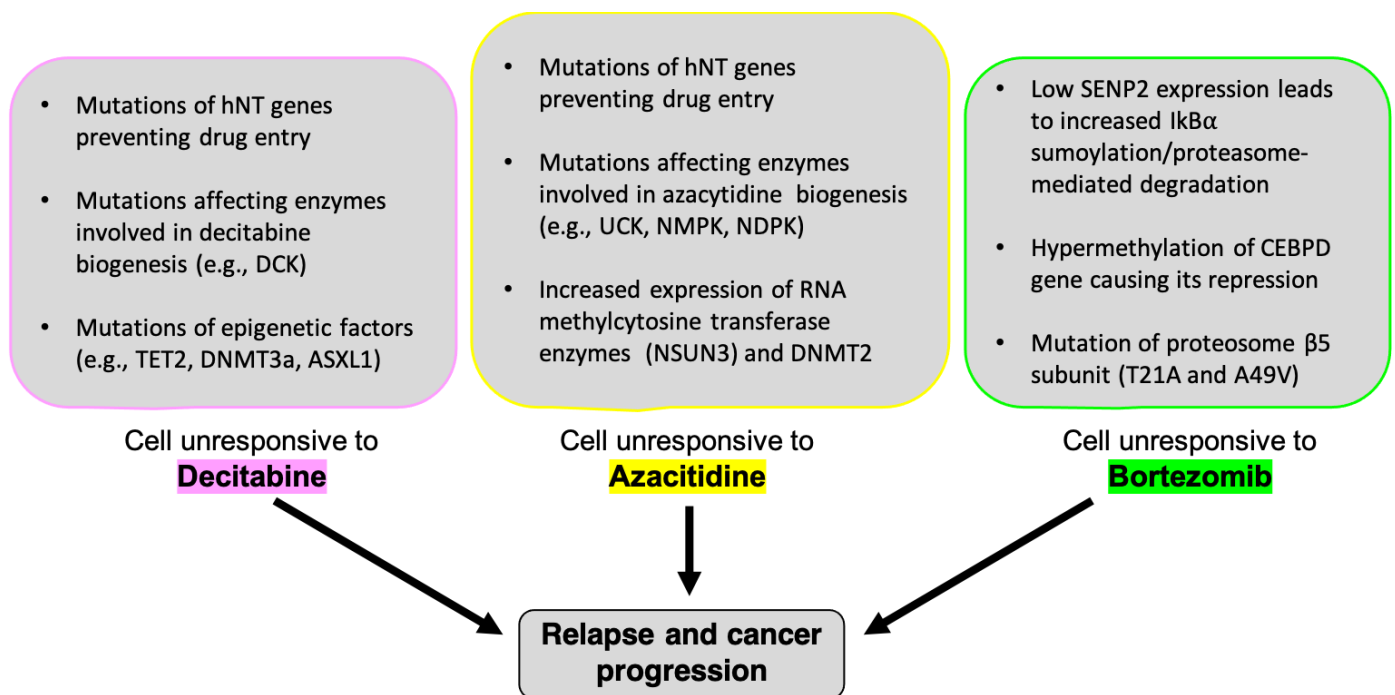 • Mutations of hNT genes
preventing drug entry
• Mutations affecting enzymes
involved in decitabine
biogenesis (e.g., DCK)
• Mutations of epigenetic factors
(e.g., TET2, DNMT3a, ASXL1)
Cell unresponsive to
Decitabine
• Mutations of hNT genes
preventing drug entry
• Mutations affecting enzymes
involved in azacytidine biogenesis
(e.g., UCK, NMPK, NDPK)
• Increased expression of RNA
methylcytosine transferase
enzymes (NSUN3) and DNMT2
Cell unresponsive to
Azacitidine
• Low SENP2 expression leads
to increased IkBα
sumoylation/proteasome-
mediated degradation
• Hypermethylation of CEBPD
gene causing its repression
• Mutation of proteosome β5
subunit (T21A and A49V)
Cell unresponsive to
Bortezomib
Relapse and cancer
progression